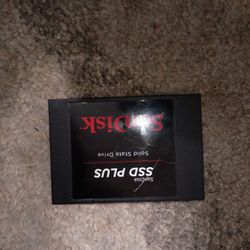 SanDisk
SSD PLUS
Solid State Drive
SanDisk